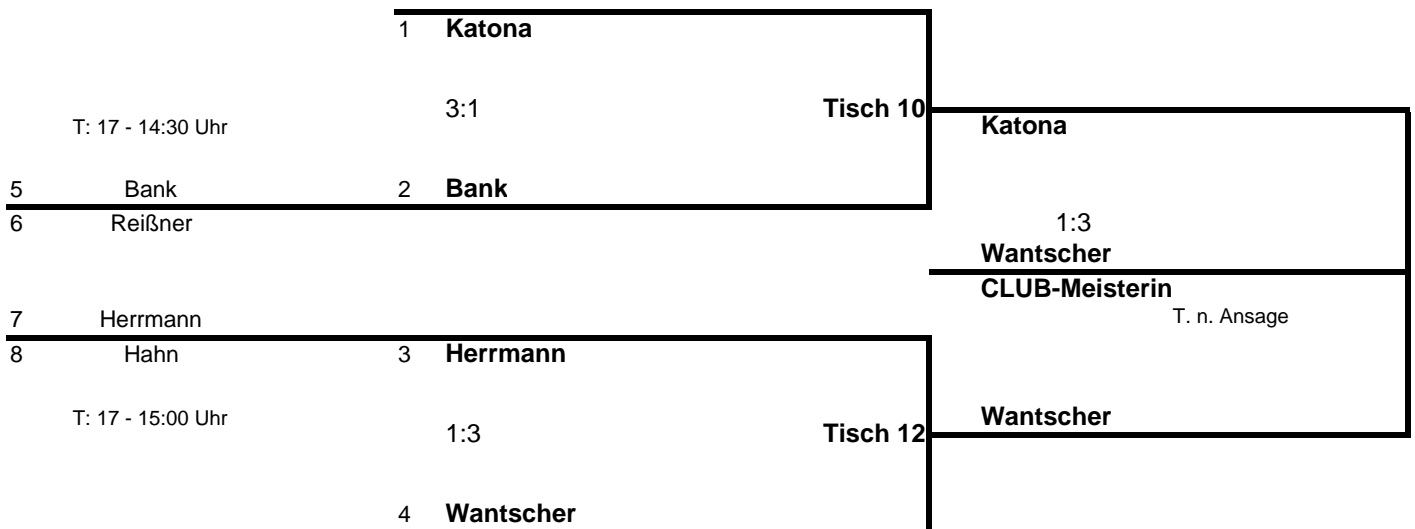 1 Katona
3:1 Tisch 10
T: 17 - 14:30 Uhr
Katona
5 Bank 2 Bank
6 Reißner 1:3
Wantscher
CLUB-Meisterin
7 Herrmann T. n. Ansage
8 Hahn 3 Herrmann
T: 17 - 15:00 Uhr Wantscher
1:3 Tisch 12
4 Wantscher